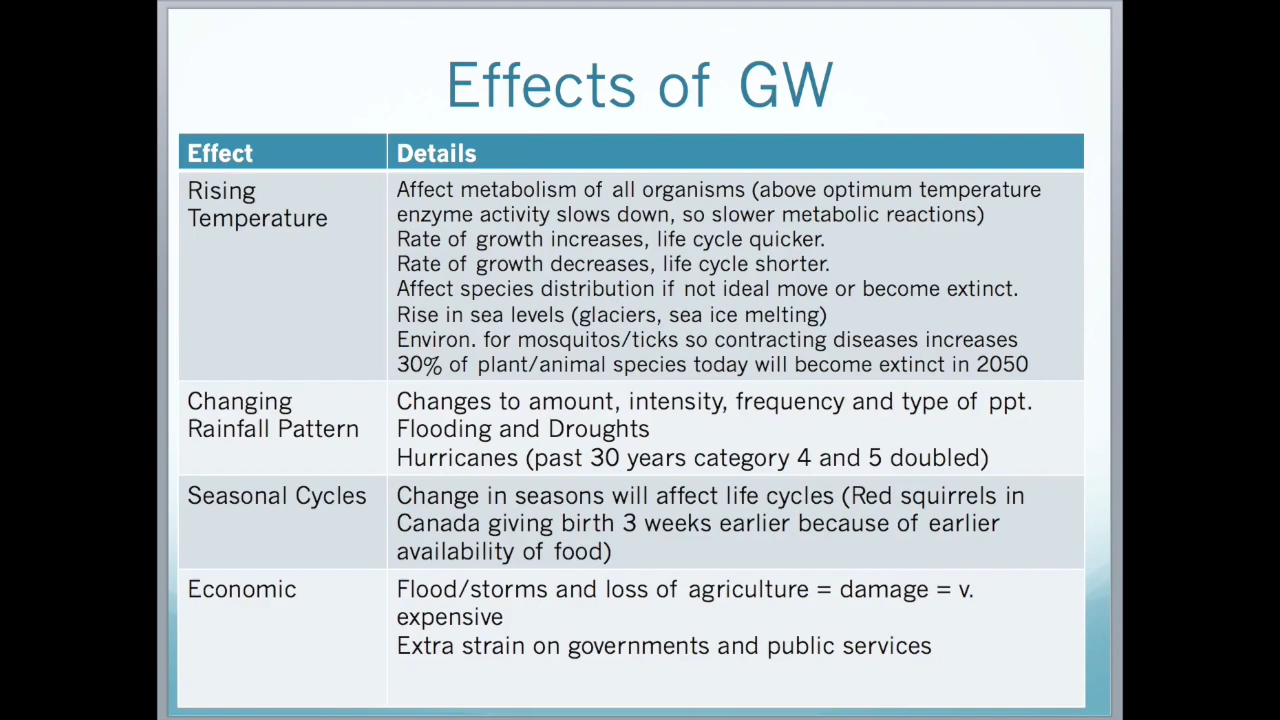 Effects of GW
Effect
Details
Rising
Temperature
Affect metabolism of all organisms (above optimum temperature
enzyme activity slows down, so slower metabolic reactions)
Rate of growth increases, life cycle quicker.
Rate of growth decreases, life cycle shorter.
Affect species distribution if not ideal move or become extinct.
Rise in sea levels (glaciers, sea ice melting)
Environ. for mosquitos/ticks so contracting diseases increases
30% of plant/animal species today will become extinct in 2050
Changing
Rainfall Pattern
Changes to amount, intensity, frequency and type of ppt.
Flooding and Droughts
Hurricanes (past 30 years category 4 and 5 doubled)
Seasonal Cycles
Change in seasons will affect life cycles (Red squirrels in
Canada giving birth 3 weeks earlier because of earlier
availability of food)
Economic
Flood/storms and loss of agriculture = damage = v.
expensive
Extra strain on governments and public services